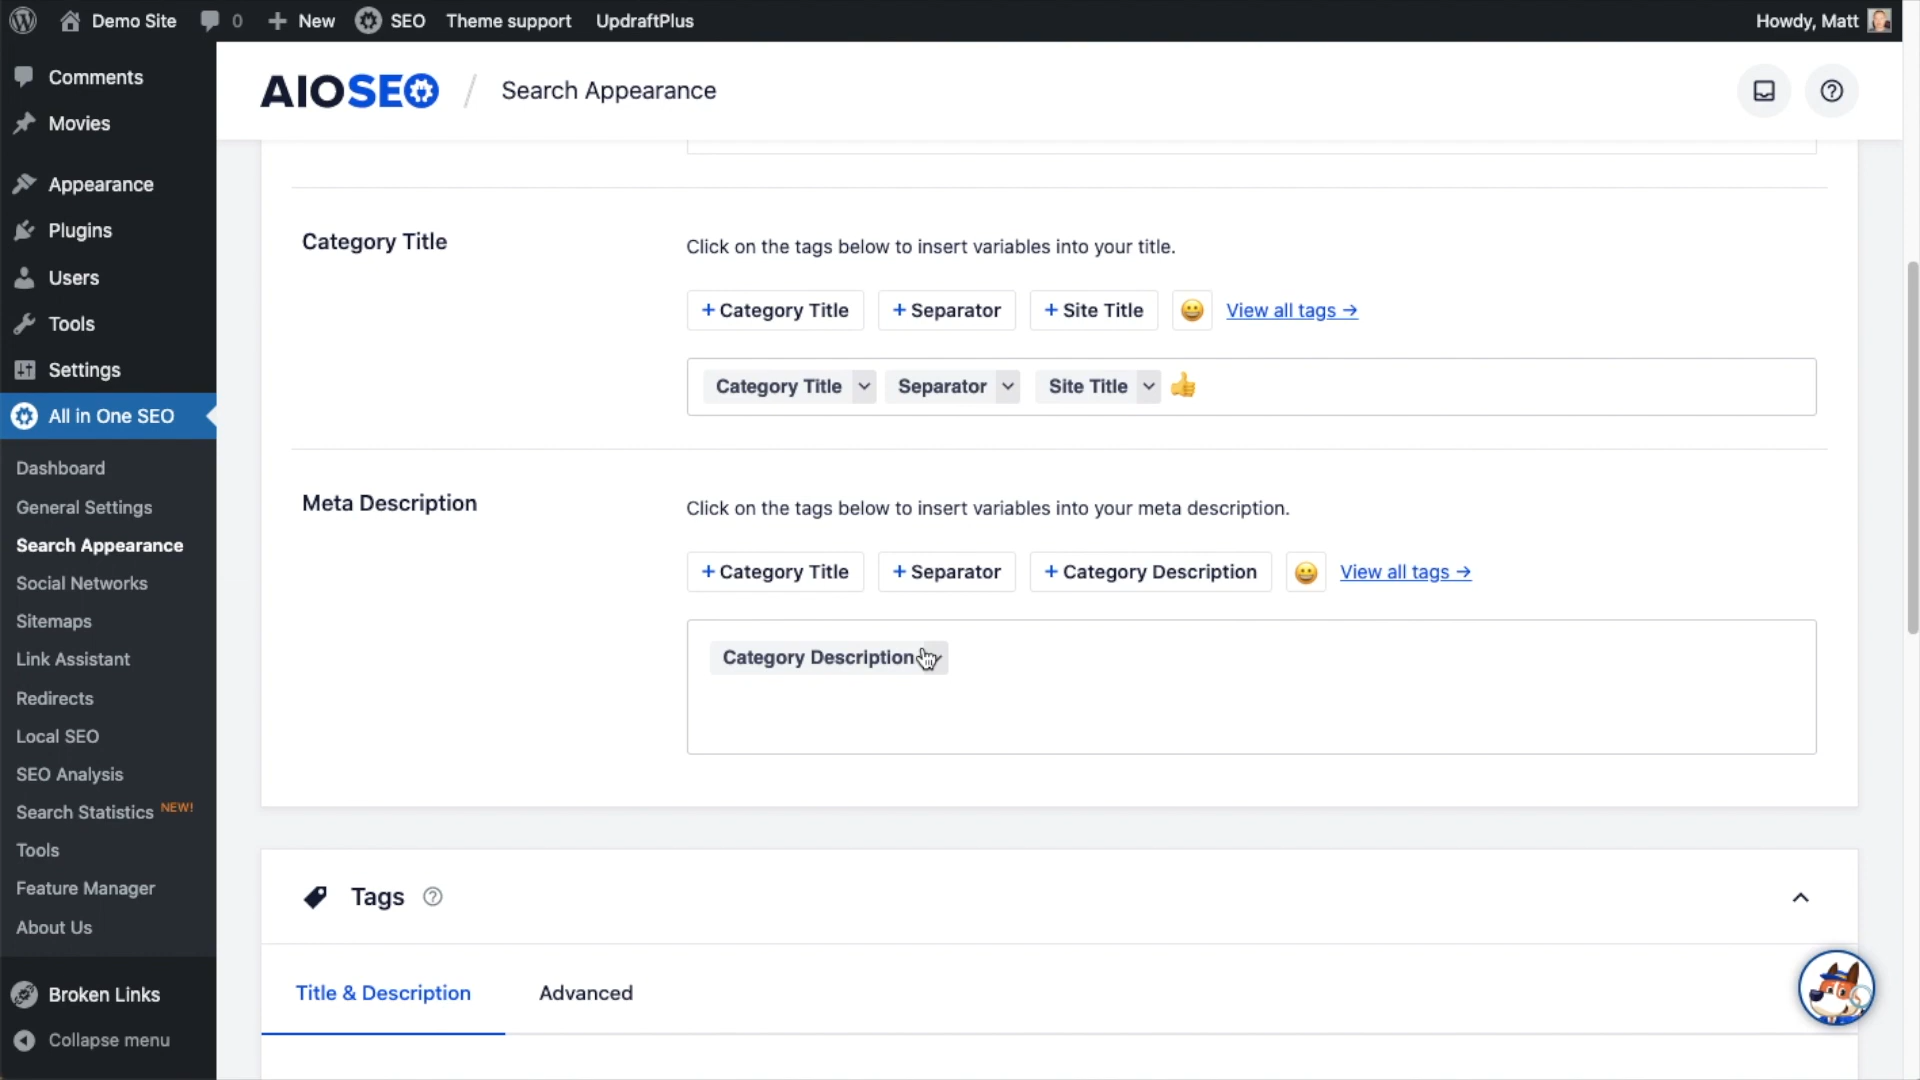 Demo Site
0
New
SEO
Theme support
UpdraftPlus
Howdy, Matt
Comments
Movies
Appearance
Plugins
Users
Tools
Settings
All in One SEO
Dashboard
General Settings
Search Appearance
Social Networks
Sitemaps
Link Assistant
Redirects
Local SEO
SEO Analysis
Search Statistics NEW!
Tools
Feature Manager
About Us
Broken Links
Collapse menu
AIOSEO / Search Appearance
Category Title
Click on the tags below to insert variables into your title.
+ Category Title
+ Separator
+ Site Title
View all tags →
Category Title
Separator
Site Title
Meta Description
Click on the tags below to insert variables into your meta description.
+ Category Title
+ Separator
+ Category Description
View all tags →
Category Description
Tags
Title & Description
Advanced